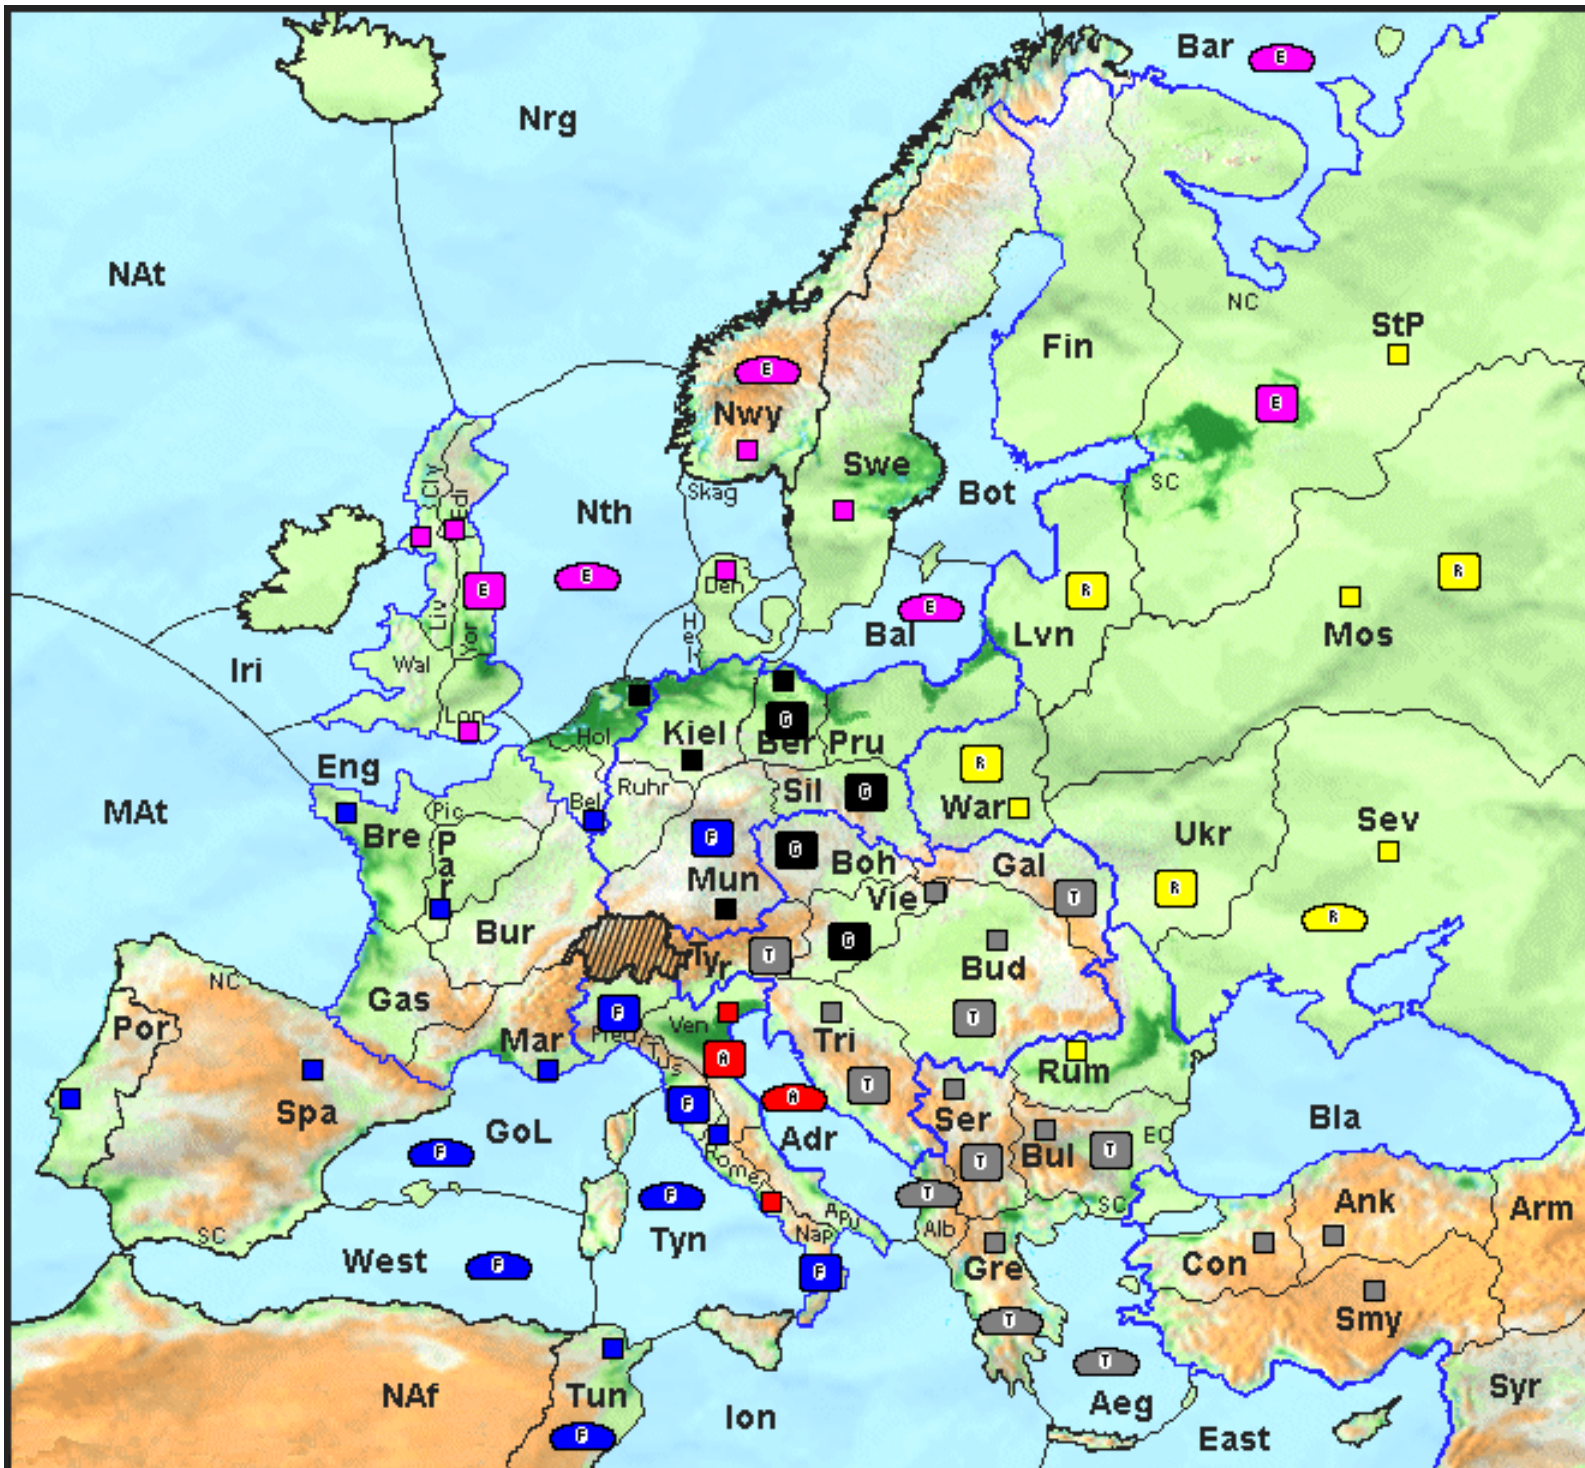 Bar
E
Nrg
NAt
NC
StP
Fin
E
Nwy
E
Swe
Skag
Bot
SC
Cly
Edi
Nth
E
E
Den
E
Bal
R
Lvn
R
Mos
Hel
Liv
Yor
Iri
Wal
Lon
Eng
Hol
Kiel
G
Ber
Pru
R
War
Ruhr
Sil
G
Bel
Pic
MAt
Bre
Par
F
Mun
G
Boh
Gal
Ukr
Sev
Vie
T
R
R
Bur
G
Tyr
T
Bud
NC
Gas
Por
F
Pied
Ven
Tri
T
Mar
Tus
A
Rum
T
Spa
GoL
F
A
Adr
Ser
Bul
T
EC
Bla
F
Rome
T
T
F
Tyn
Apu
Nap
Alb
SC
Ank
Arm
SC
West
F
F
Gre
Con
T
Smy
T
NAf
Tun
F
Ion
Aeg
East
Syr